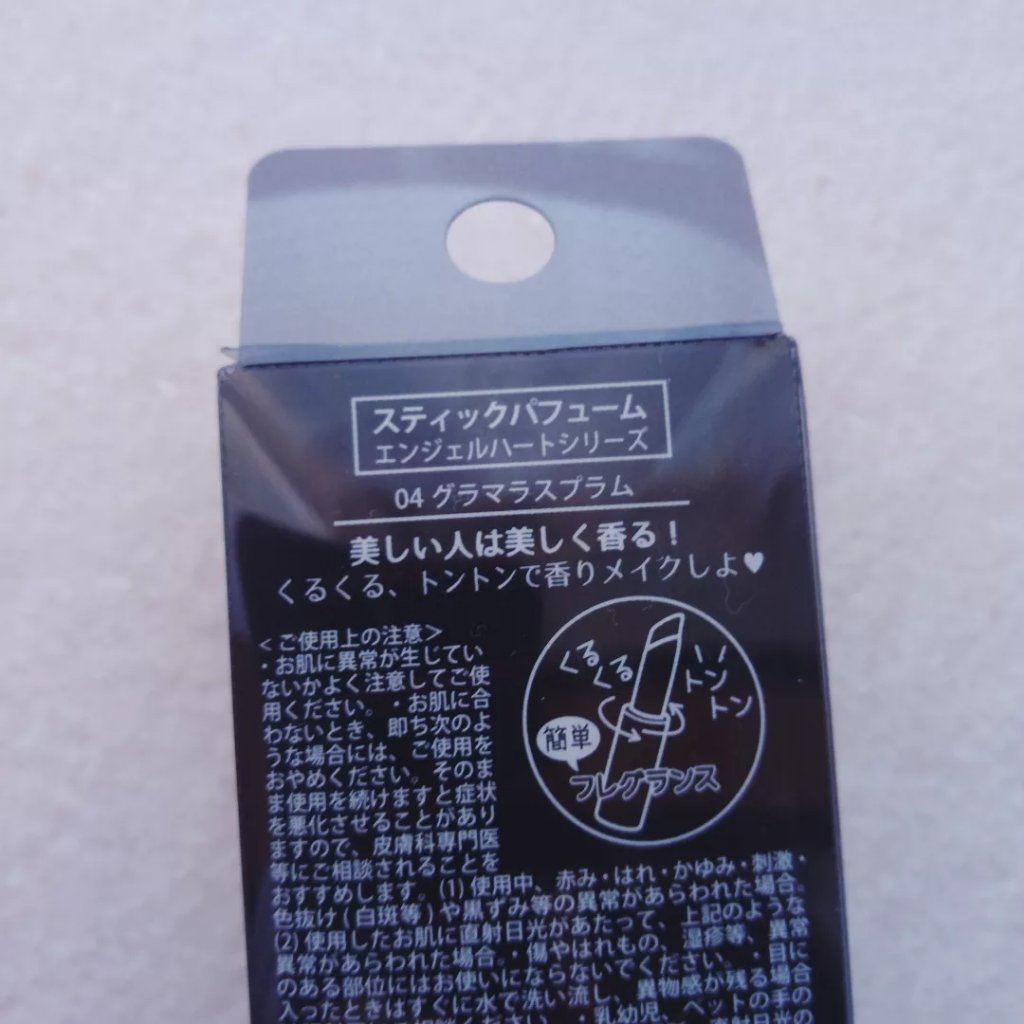 スティックパフューム
エンジェルハートシリーズ
04 グラマラスプラム
美しい人は美しく香る！
くるくる、トントンで香りメイクしよ♥
＜ご使用上の注意＞
・お肌に異常が生じてい
ないかよく注意してご使
用ください。・お肌に合
わないとき、即ち次のよ
うな場合には、ご使用を
おやめください。そのま
ま使用を続けますと症状
を悪化させることがあり
ますので、皮膚科専門医
等にご相談されることを
おすすめします。(1) 使用中、赤み・はれ・かゆみ・刺激・
色抜け ( 白斑等 ) や黒ずみ等の異常があらわれた場合。
(2) 使用したお肌に直射日光があたって、上記のような
異常があらわれた場合。・傷やはれもの、湿疹等、異常
のある部位にはお使いにならないでください。・目に
入ったときはすぐに水で洗い流し、異物感が残る場合
・乳幼児、ペットの手の
くる
くる
トン
トン
簡単
フレグランス